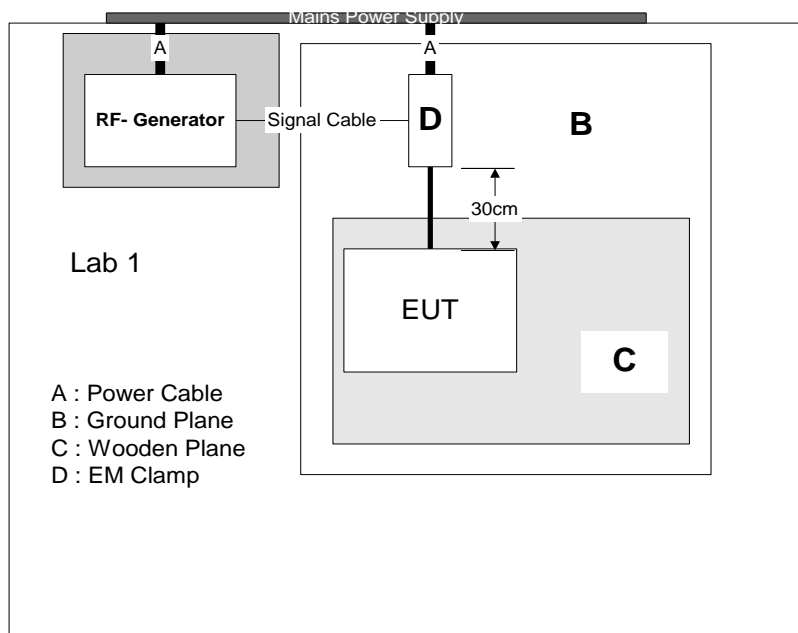 Mains Power Supply
A
A
RF- Generator
Signal Cable
D
B
30cm
Lab 1
EUT
C
A : Power Cable
B : Ground Plane
C : Wooden Plane
D : EM Clamp